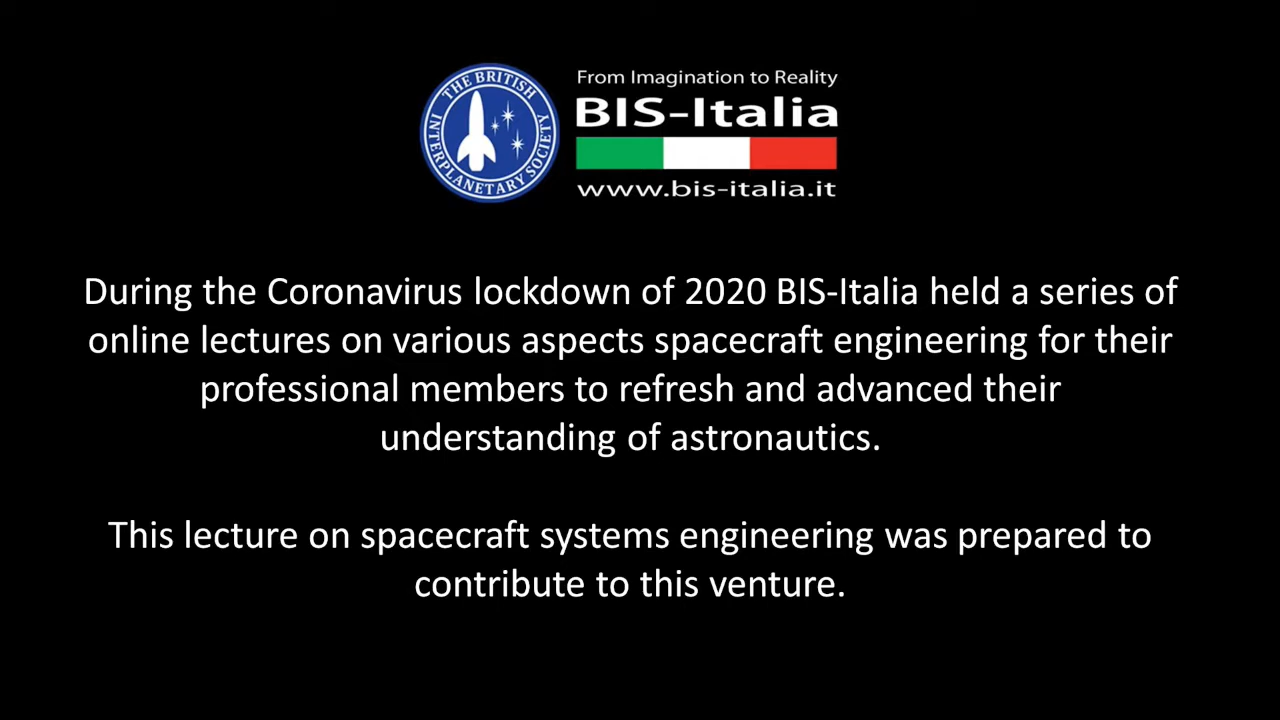 THE BRITISH INTERPLANETARY SOCIETY
From Imagination to Reality
BIS-Italia
www.bis-italia.it
During the Coronavirus lockdown of 2020 BIS-Italia held a series of
online lectures on various aspects spacecraft engineering for their
professional members to refresh and advanced their
understanding of astronautics.
This lecture on spacecraft systems engineering was prepared to
contribute to this venture.